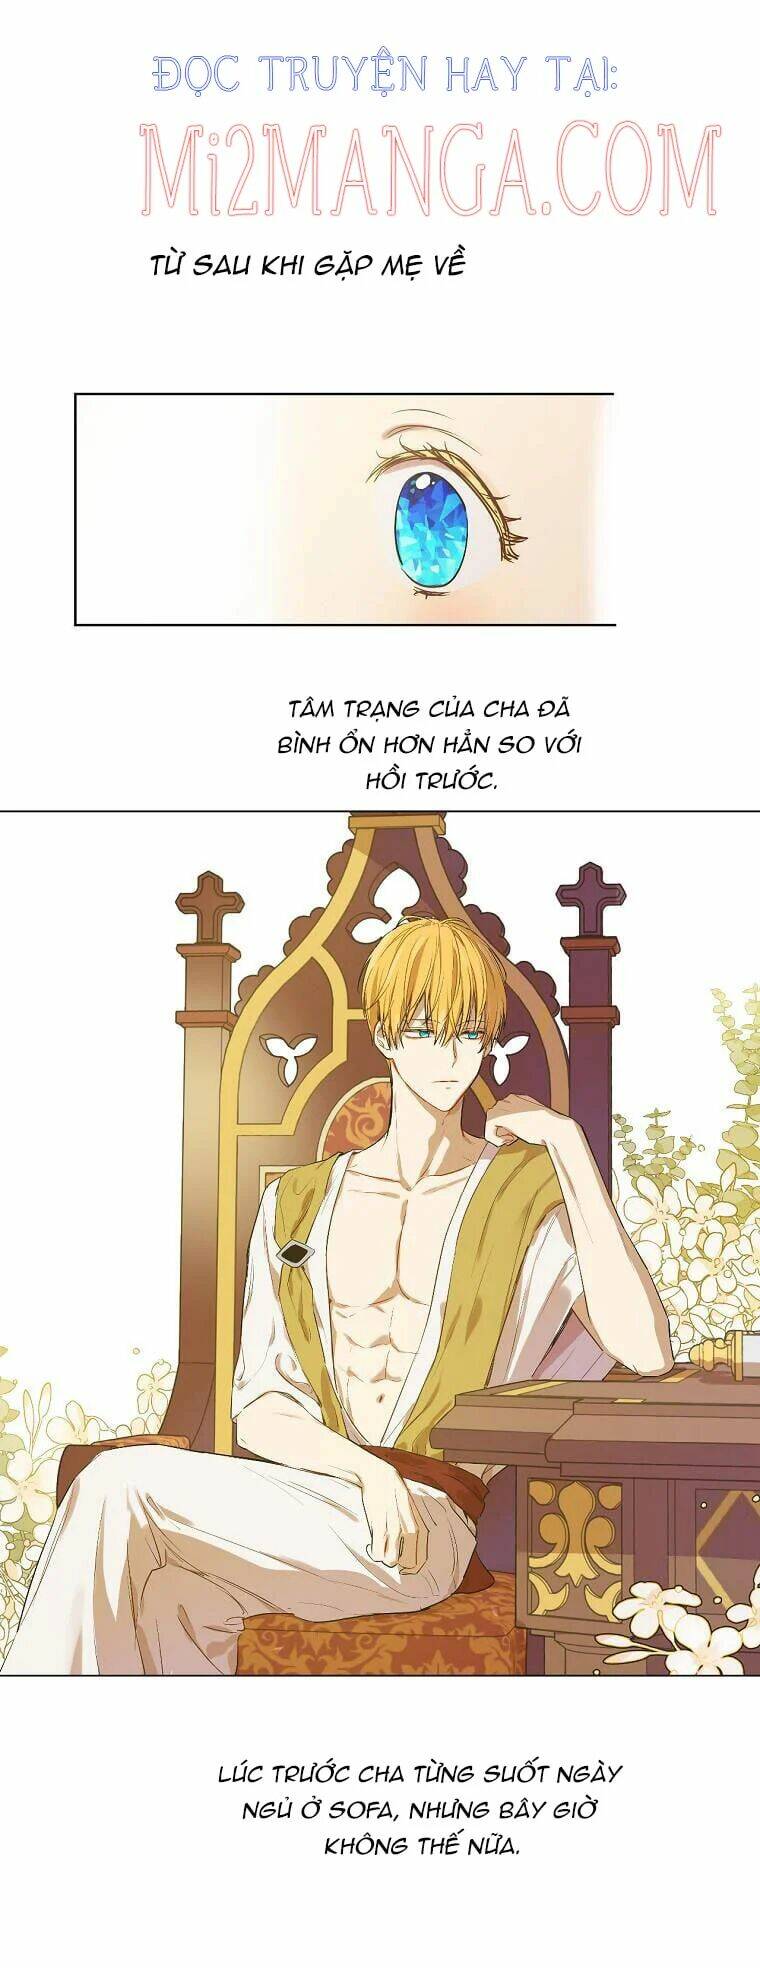 ĐỌC TRUYỆN HAY TẠI:
MI2MANGA.COM
TỪ SAU KHI GẶP MẸ VỀ
TÂM TRẠNG CỦA CHA ĐÃ
BÌNH ỔN HƠN HẲN SO VỚI
HỒI TRƯỚC.
LÚC TRƯỚC CHA TỪNG SUỐT NGÀY
NGỦ Ở SOFA, NHƯNG BÂY GIỜ
KHÔNG THẾ NỮA.